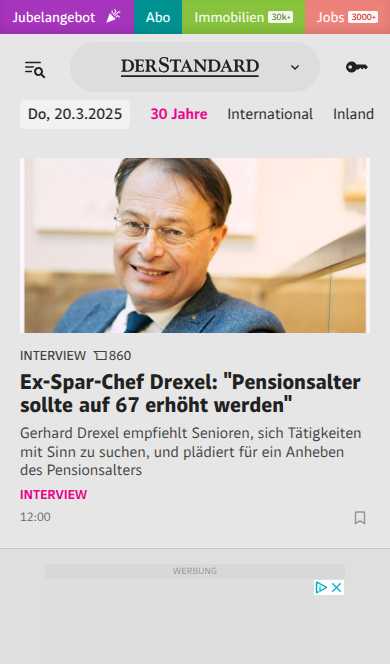 Jubelangebot Abo Immobilien 30k+ Jobs 3000+
DERSTANDARD
Do, 20.3.2025 30 Jahre International Inland
INTERVIEW 860
Ex-Spar-Chef Drexel: "Pensionsalter
sollte auf 67 erhöht werden"
Gerhard Drexel empfiehlt Senioren, sich Tätigkeiten
mit Sinn zu suchen, und plädiert für ein Anheben
des Pensionsalters
INTERVIEW
12:00
WERBUNG